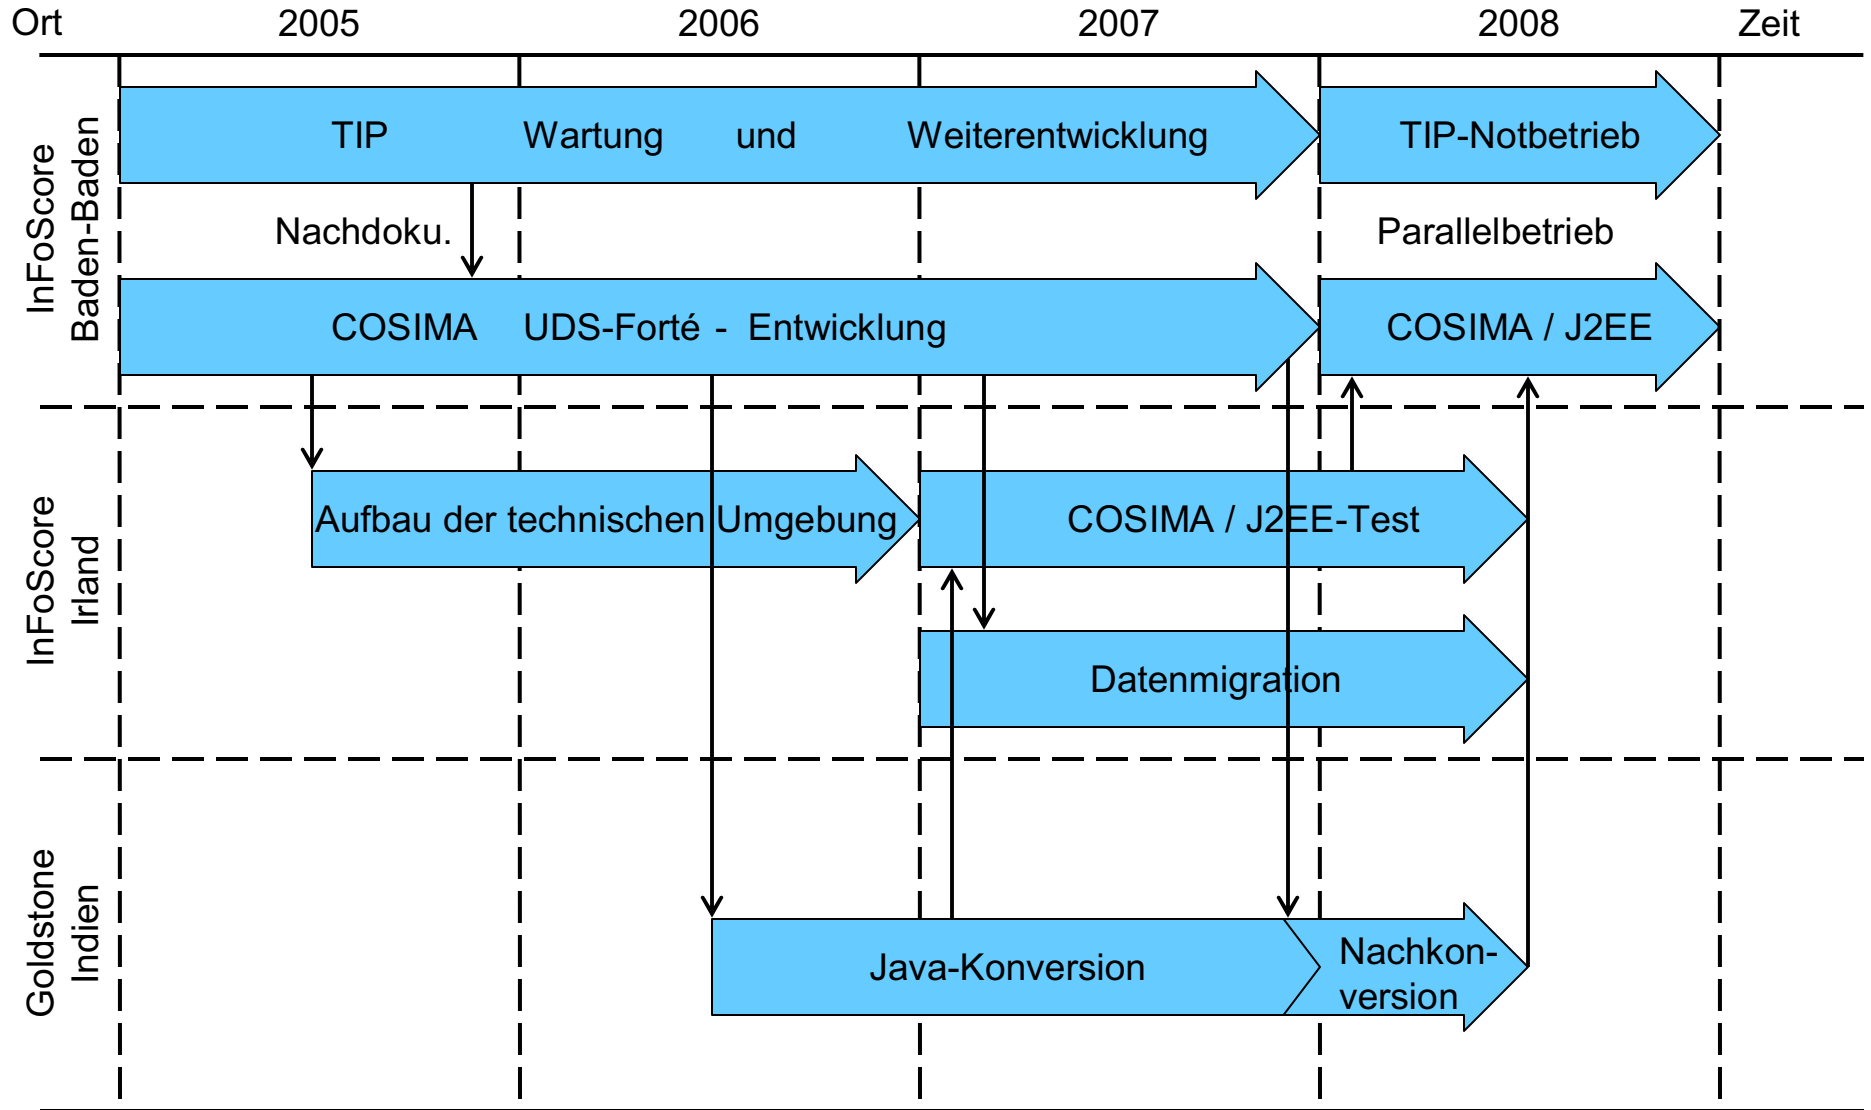 Ort 2005 2006 2007 2008 Zeit
InFoScore
Baden-Baden
TIP Wartung und Weiterentwicklung
TIP-Notbetrieb
Nachdoku.
Parallelbetrieb
COSIMA UDS-Forté - Entwicklung
COSIMA / J2EE
InFoScore
Irland
Aufbau der technischen Umgebung
COSIMA / J2EE-Test
Datenmigration
Goldstone
Indien
Java-Konversion
Nachkon-
version